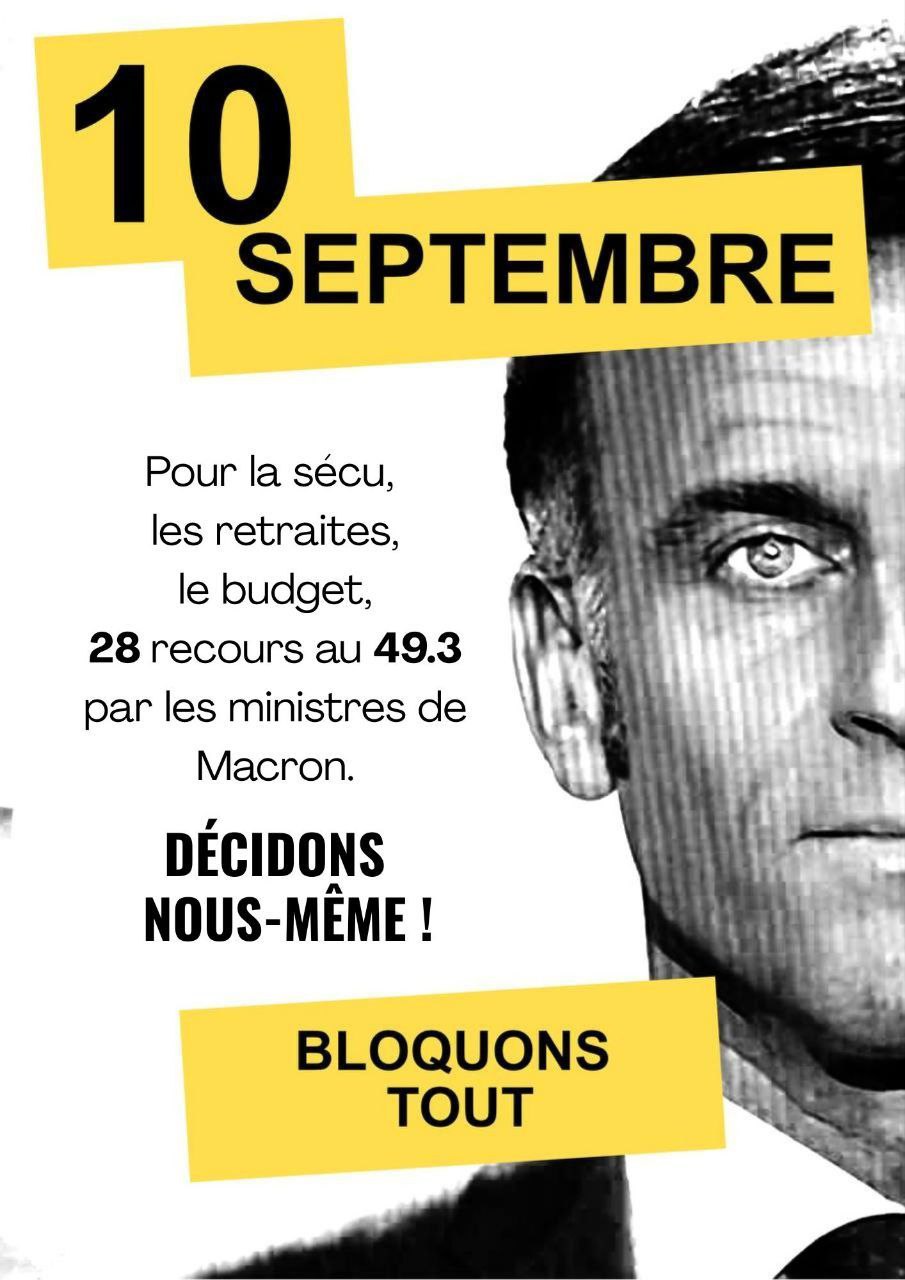 10
SEPTEMBRE
Pour la sécu,
les retraites,
le budget,
28 recours au 49.3
par les ministres de
Macron.
DÉCIDONS
NOUS-MÊME !
BLOQUONS
TOUT